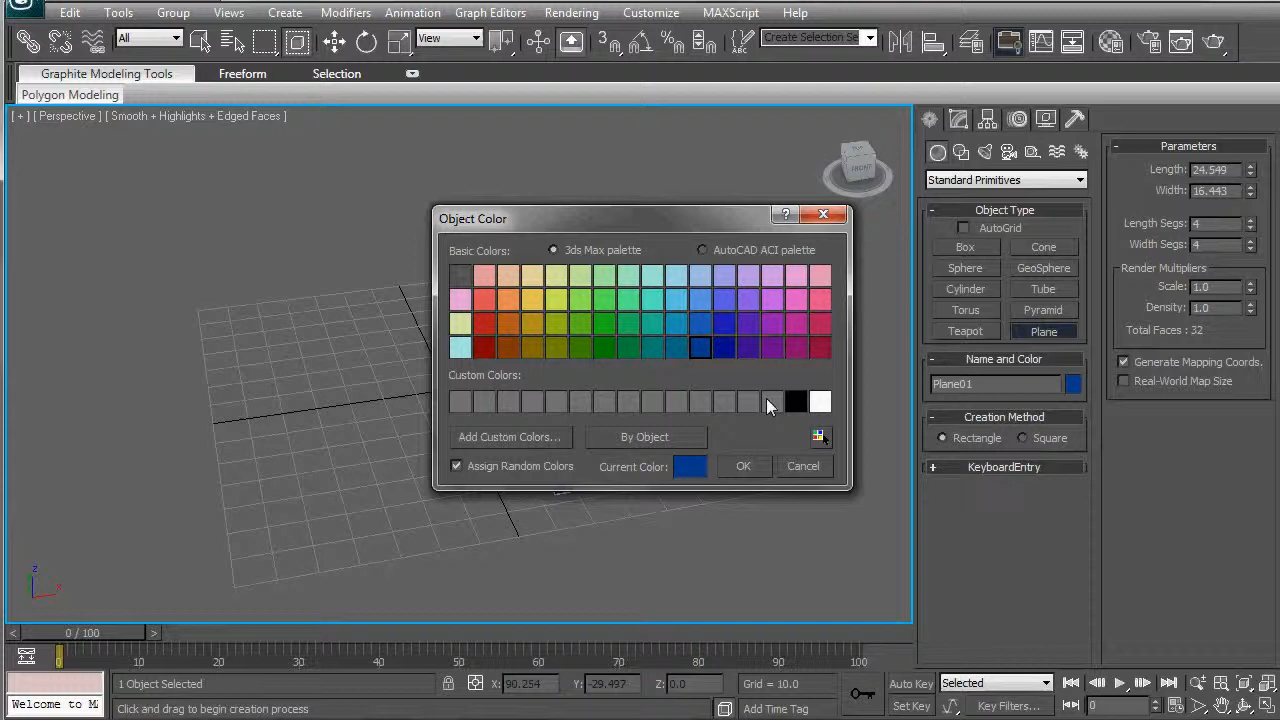 Edit Tools Group Views Create Modifiers Animation Graph Editors Rendering Customize MAXScript Help
All View Create Selection Se
Graphite Modeling Tools Freeform Selection
Polygon Modeling
[ + ] [ Perspective ] [ Smooth + Highlights + Edged Faces ]
FRONT
Object Color
Basic Colors: 3ds Max palette AutoCAD ACI palette
Custom Colors:
Add Custom Colors... By Object
Assign Random Colors Current Color: OK Cancel
z
x
Standard Primitives
- Object Type
AutoGrid
Box Cone
Sphere GeoSphere
Cylinder Tube
Torus Pyramid
Teapot Plane
- Name and Color
Plane01
- Creation Method
Rectangle Square
+ KeyboardEntry
- Parameters
Length: 24.549
Width: 16.443
Length Segs: 4
Width Segs: 4
Render Multipliers
Scale: 1.0
Density: 1.0
Total Faces : 32
Generate Mapping Coords.
Real-World Map Size
< 0 / 100 >
0 10 20 30 40 50 60 70 80 90 100
1 Object Selected X: 90.254 Y: -29.497 Z: 0.0 Grid = 10.0 Auto Key Selected
Welcome to M Click and drag to begin creation process Add Time Tag Set Key Key Filters... 0